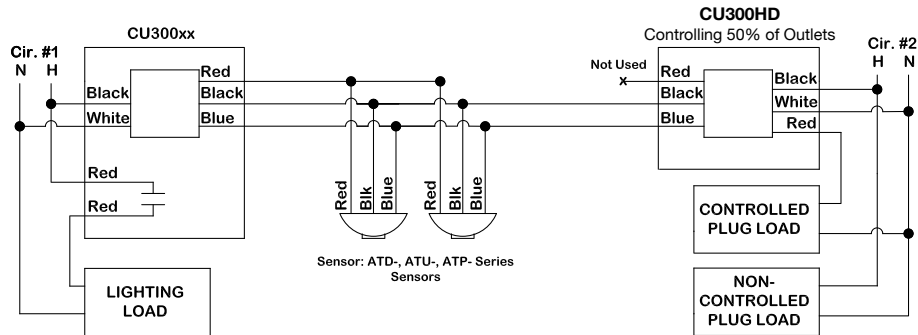 CU300xx
CU300HD
Controlling 50% of Outlets
Cir. #1
N H
Cir. #2
H N
Red
Black
White
Black
Blue
Red
Red
Not Used
x
Red
Black
Blue
Black
White
Red
Red
Blk
Blue
Red
Blk
Blue
Sensor: ATD-, ATU-, ATP- Series
Sensors
LIGHTING
LOAD
CONTROLLED
PLUG LOAD
NON-
CONTROLLED
PLUG LOAD